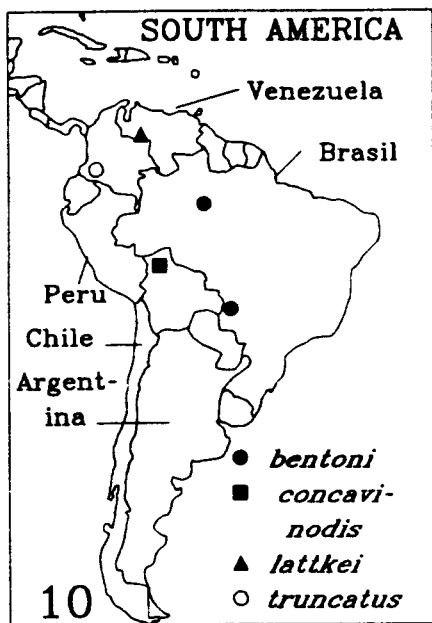 SOUTH AMERICA
Venezuela
Brasil
Peru
Chile
Argent-
ina
bentoni
concavi-
nodis
lattkei
truncatus
10